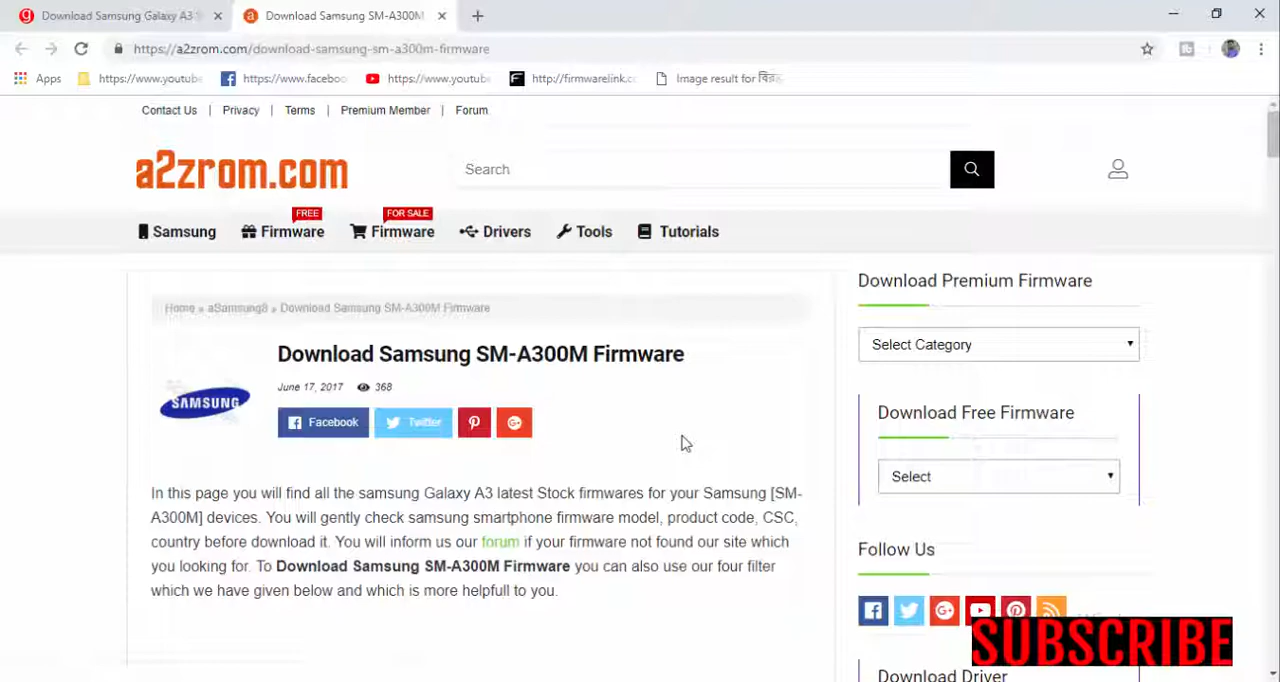 Download Samsung Galaxy A3
Download Samsung SM-A300M
https://a2zrom.com/download-samsung-sm-a300m-firmware
Apps https://www.youtube https://www.faceboo https://www.youtube http://firmwarelink.co Image result for
Contact Us | Privacy | Terms | Premium Member | Forum
a2zrom.com
Search
FREE FOR SALE
Samsung Firmware Firmware Drivers Tools Tutorials
Home » aSamsung8 » Download Samsung SM-A300M Firmware
Download Samsung SM-A300M Firmware
June 17, 2017 368
SAMSUNG
Facebook Twitter
In this page you will find all the samsung Galaxy A3 latest Stock firmwares for your Samsung [SM-
A300M] devices. You will gently check samsung smartphone firmware model, product code, CSC,
country before download it. You will inform us our forum if your firmware not found our site which
you looking for. To Download Samsung SM-A300M Firmware you can also use our four filter
which we have given below and which is more helpfull to you.
Download Premium Firmware
Select Category
Download Free Firmware
Select
Follow Us
SUBSCRIBE
Download Driver